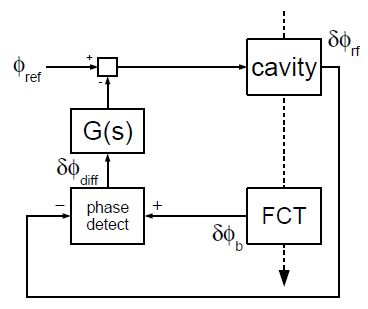 δϕrf
ϕref
+
-
cavity
G(s)
δϕdiff
−
phase
detect
+
δϕb
FCT